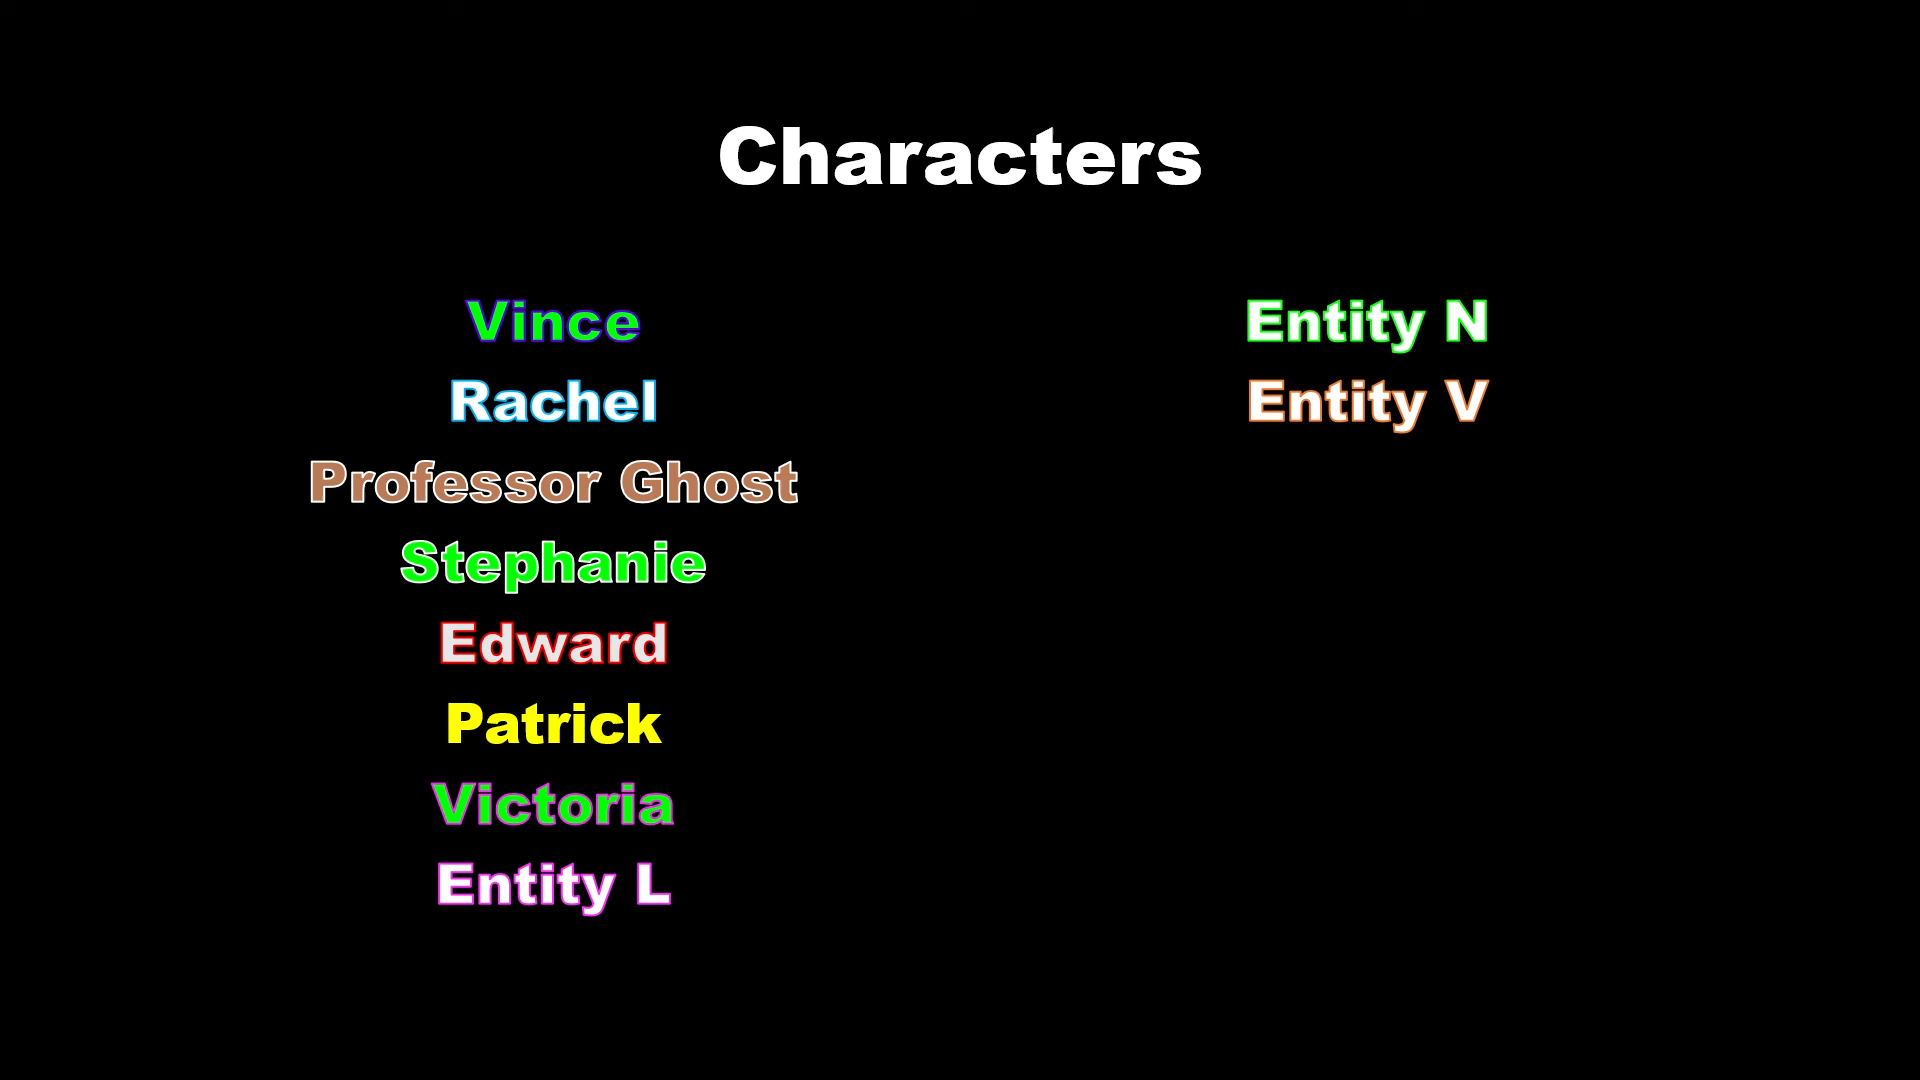 Characters
Vince
Rachel
Professor Ghost
Stephanie
Edward
Patrick
Victoria
Entity L
Entity N
Entity V